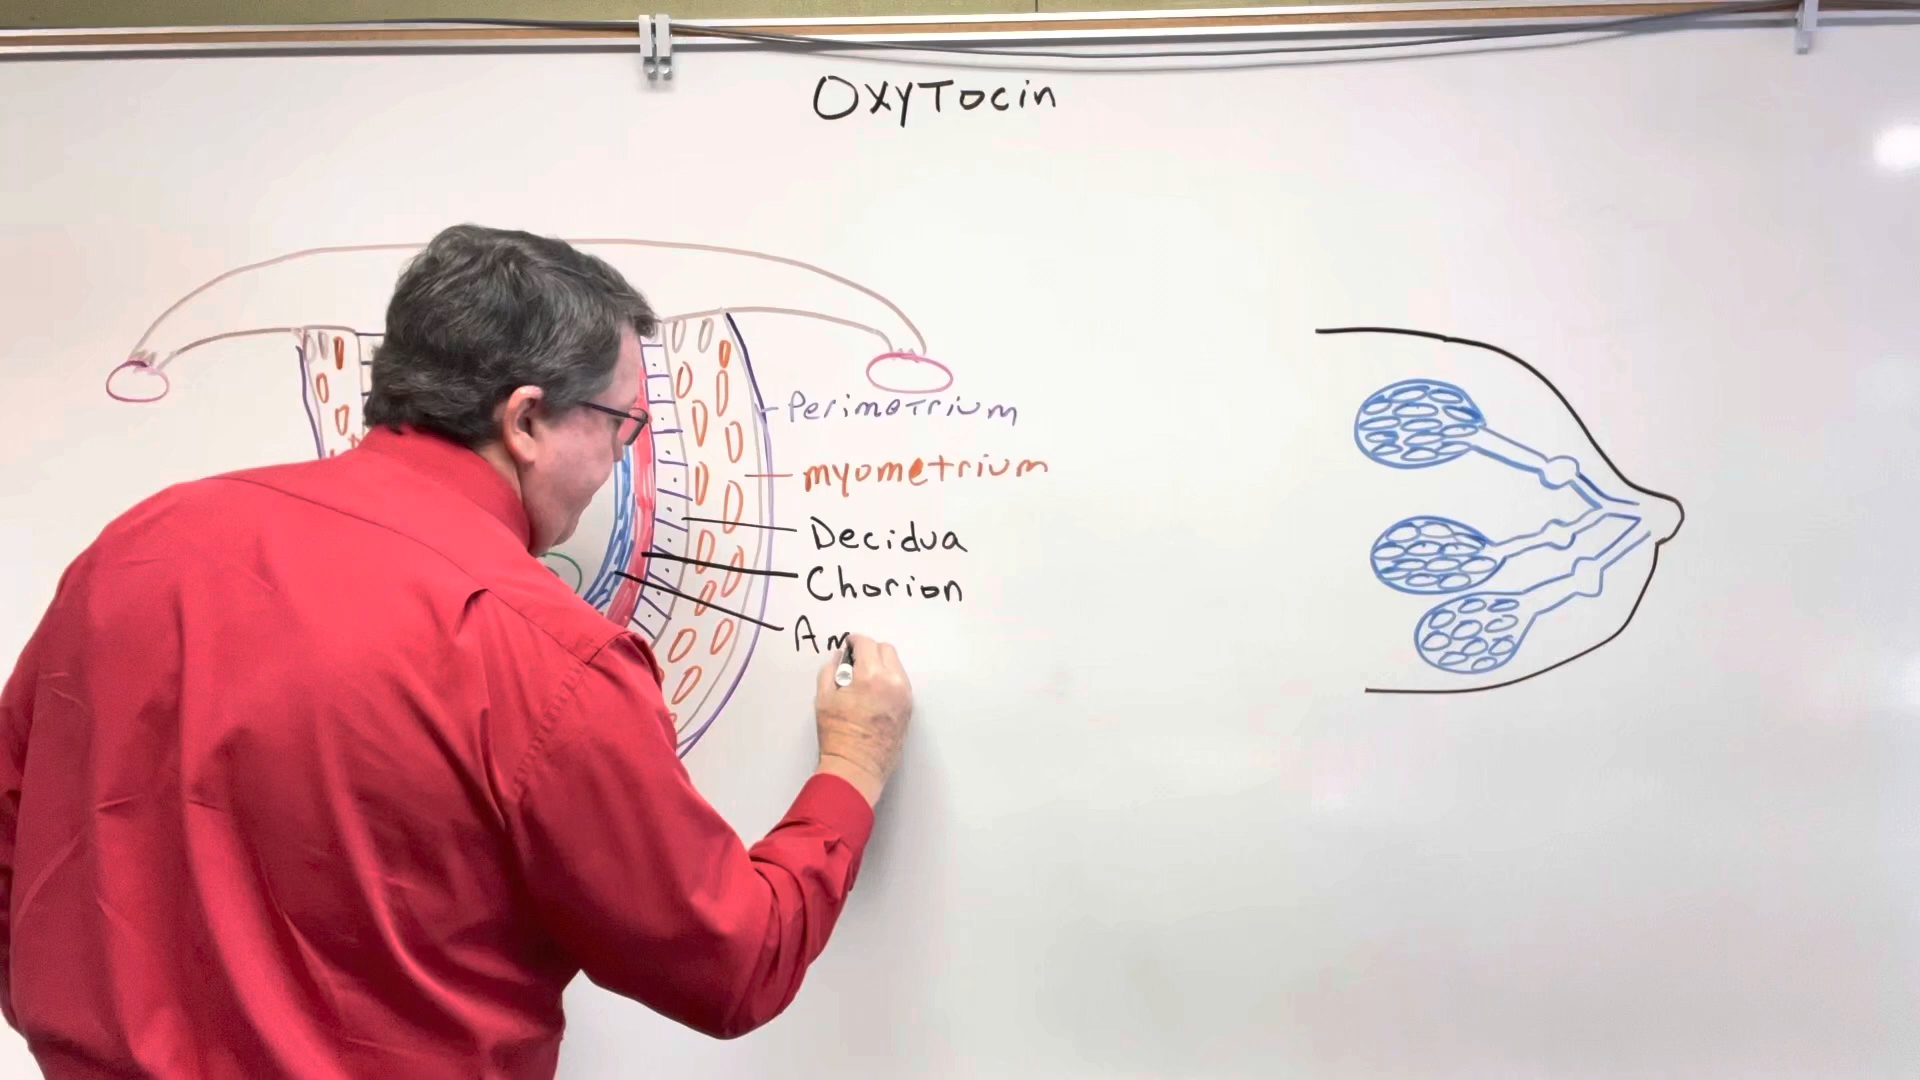 OxyTocin
Perimetrium
myometrium
Decidua
Chorion
Am